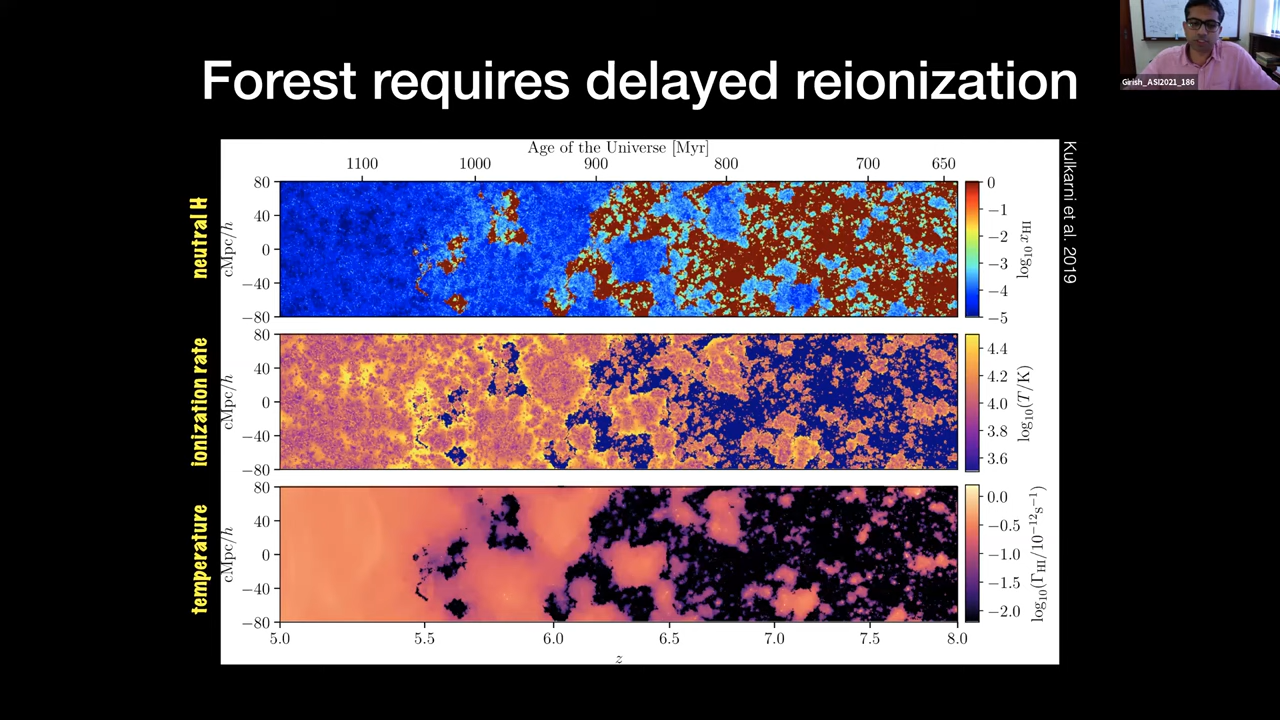 Forest requires delayed reionization
Girish_ASI2021_186
Age of the Universe [Myr]
1100 1000 900 800 700 650
neutral H
cMpc/h
80
40
0
−40
−80
0
−1
−2
−3
−4
−5
log₁₀ xHI
Kulkarni et al. 2019
ionization rate
cMpc/h
80
40
0
−40
−80
4.4
4.2
4.0
3.8
3.6
log₁₀(T/K)
temperature
cMpc/h
80
40
0
−40
−80
0.0
−0.5
−1.0
−1.5
−2.0
log₁₀(ΓHI/10⁻¹²s⁻¹)
5.0 5.5 6.0 6.5 7.0 7.5 8.0
z